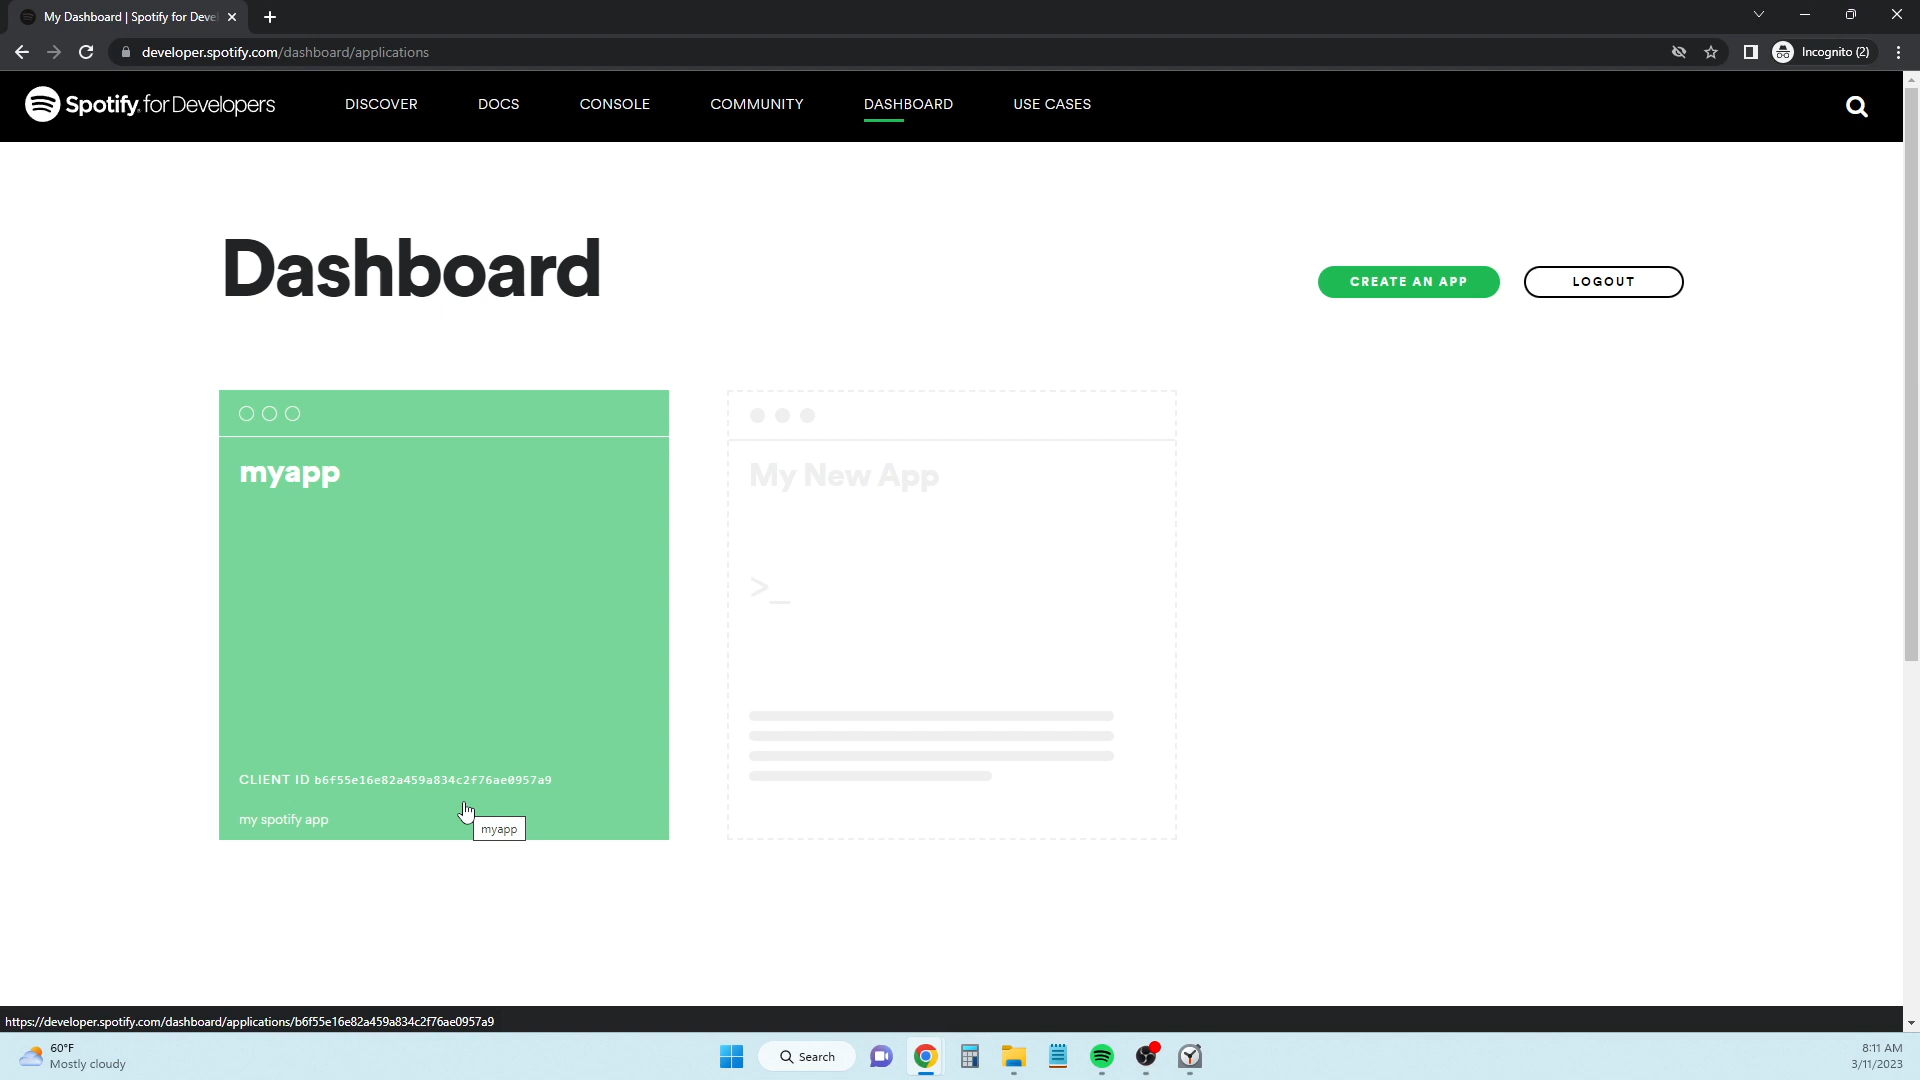 My Dashboard | Spotify for Deve
developer.spotify.com/dashboard/applications
Incognito (2)
Spotify for Developers
DISCOVER
DOCS
CONSOLE
COMMUNITY
DASHBOARD
USE CASES
Dashboard
CREATE AN APP
LOGOUT
myapp
My New App
>_
CLIENT ID b6f55e16e82a459a834c2f76ae0957a9
my spotify app
myapp
https://developer.spotify.com/dashboard/applications/b6f55e16e82a459a834c2f76ae0957a9
60°F
Mostly cloudy
Search
8:11 AM
3/11/2023